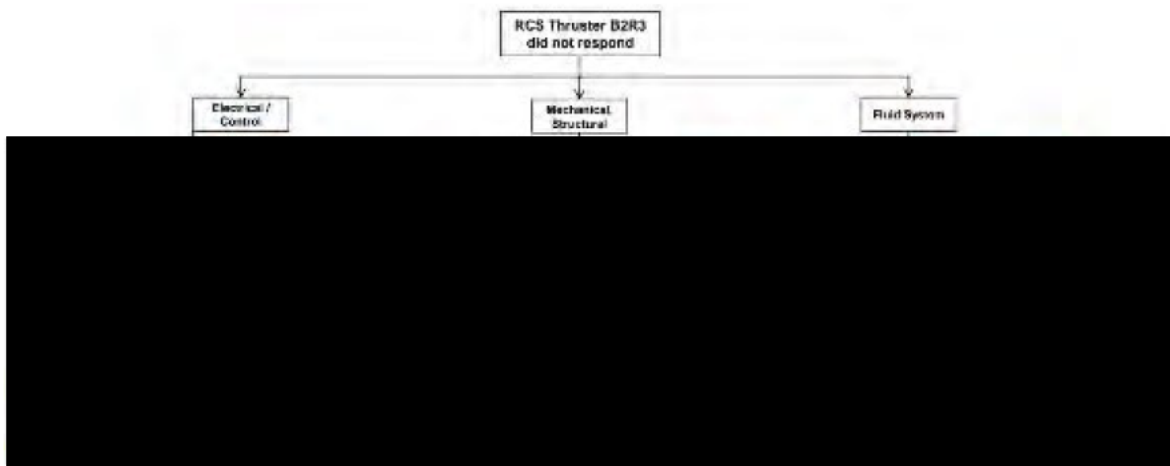 RCS Thruster B2R3
did not respond
Electrical /
Control
Mechanical
Structural
Fluid System